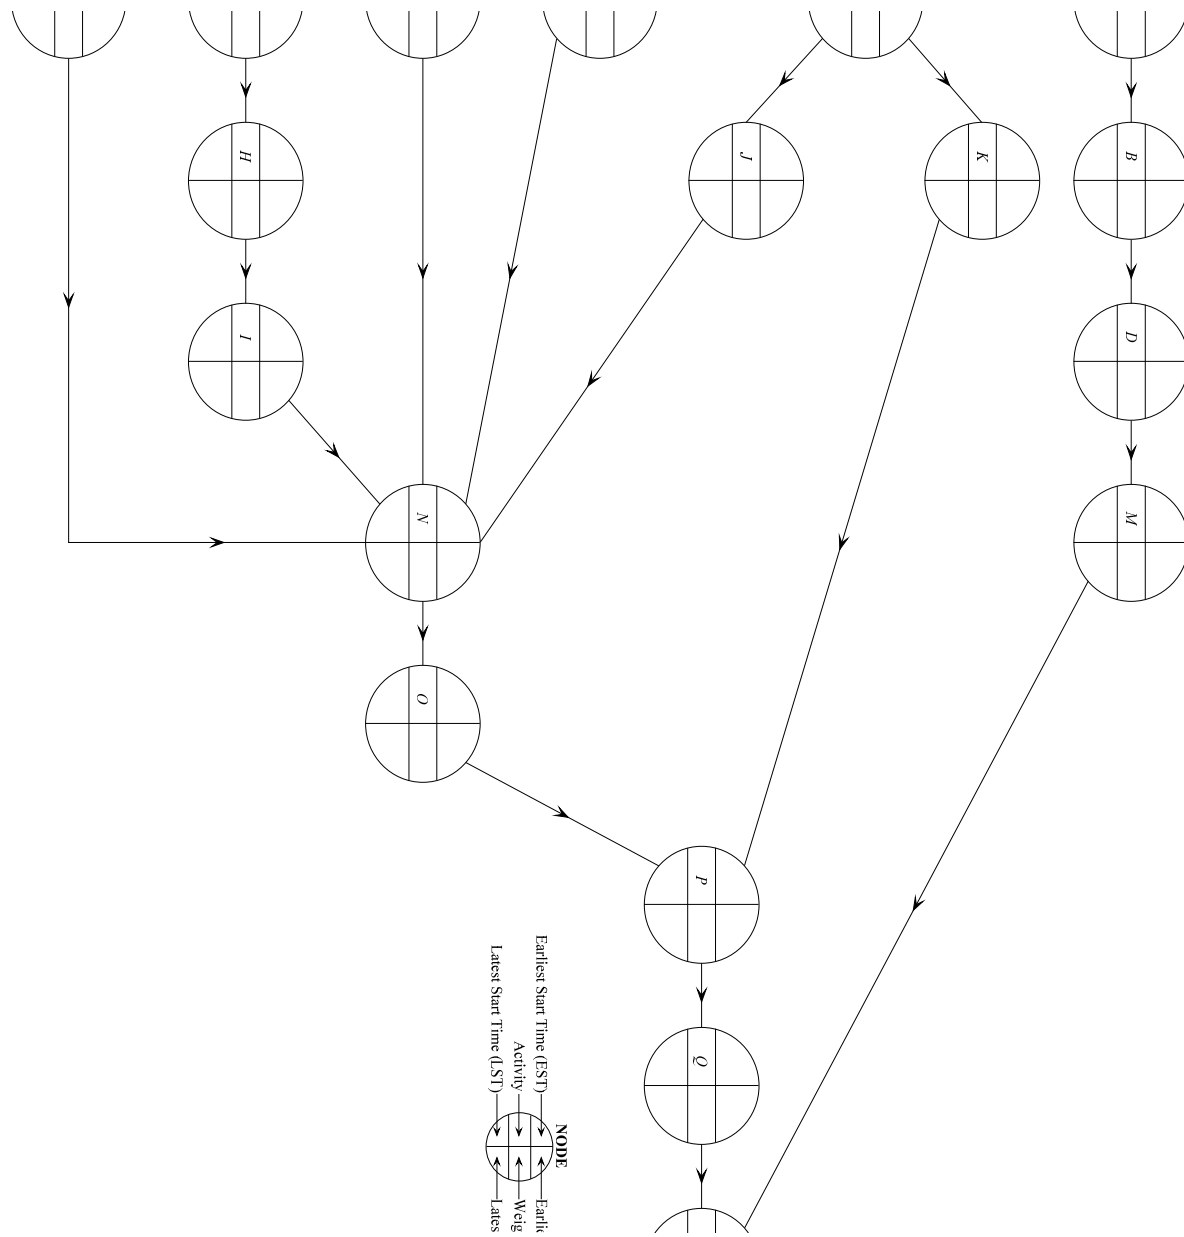 B
K
J
H
D
I
M
N
O
P
Q
NODE
Earliest Start Time (EST)
Activity
Latest Start Time (LST)